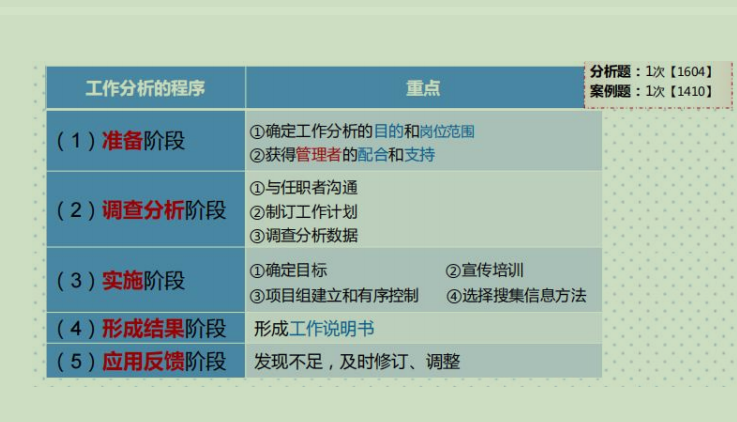 工作分析的程序 重点
分析题：1次【1604】
案例题：1次【1410】
（1）准备阶段
①确定工作分析的目的和岗位范围
②获得管理者的配合和支持
（2）调查分析阶段
①与任职者沟通
②制订工作计划
③调查分析数据
（3）实施阶段
①确定目标 ②宣传培训
③项目组建立和有序控制 ④选择搜集信息方法
（4）形成结果阶段 形成工作说明书
（5）应用反馈阶段 发现不足，及时修订、调整